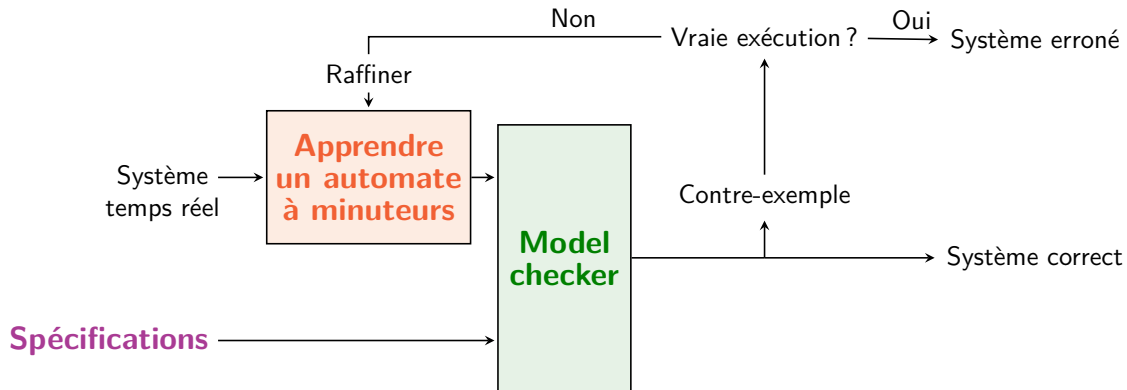 Non
Vraie exécution ?
Oui
Système erroné
Raffiner
Système
temps réel
Apprendre
un automate
à minuteurs
Contre-exemple
Model
checker
Système correct
Spécifications